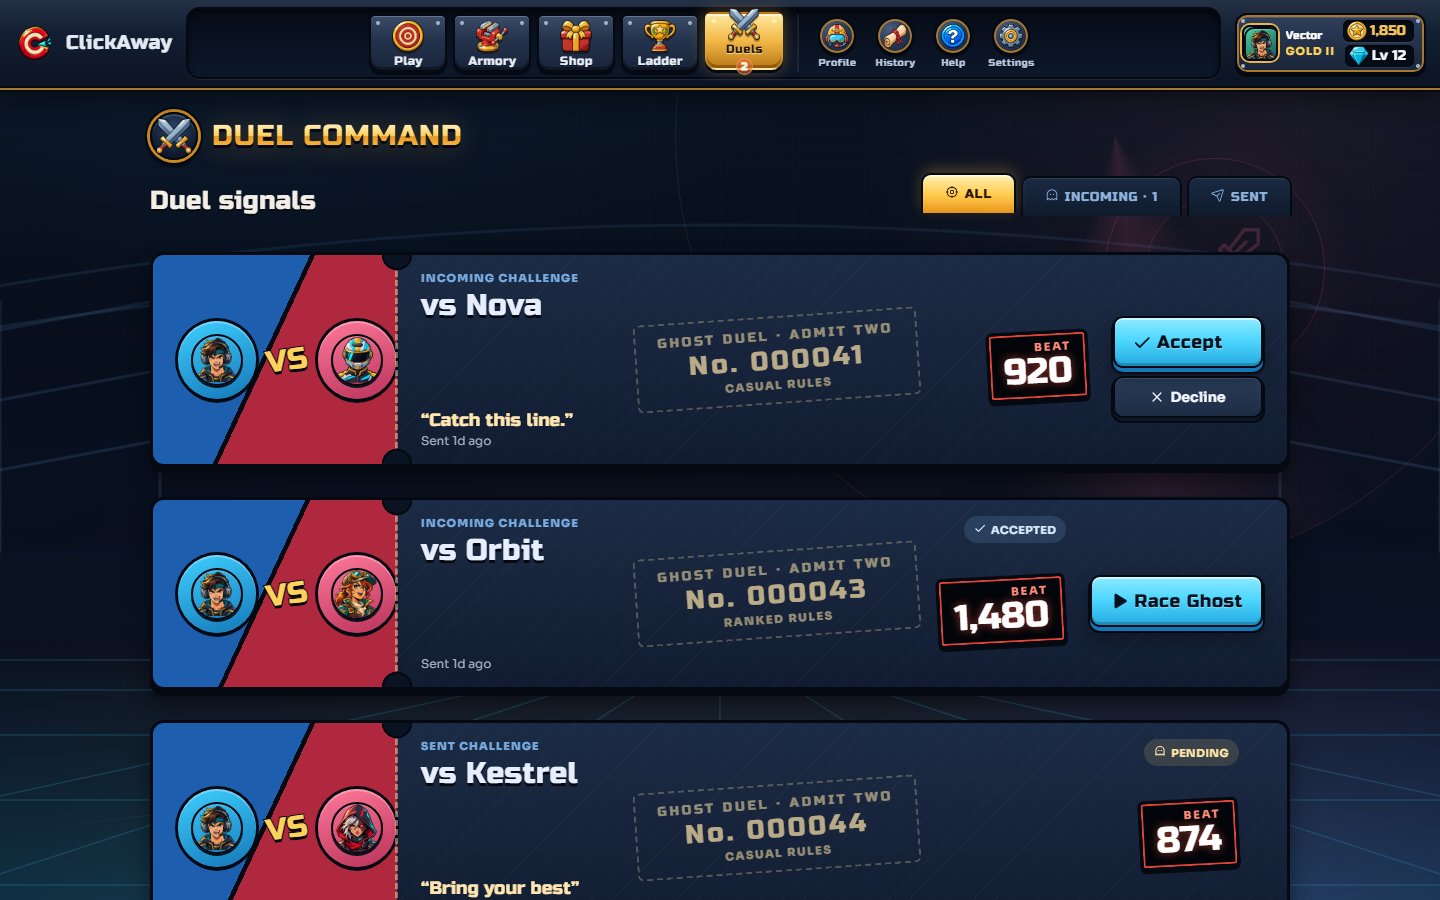 ClickAway
Play
Armory
Shop
Ladder
Duels
2
Profile
History
Help
Settings
Vector
GOLD II
1,850
Lv 12
DUEL COMMAND
Duel signals
ALL
INCOMING · 1
SENT
VS
INCOMING CHALLENGE
vs Nova
“Catch this line.”
Sent 1d ago
GHOST DUEL · ADMIT TWO
No. 000041
CASUAL RULES
BEAT
920
Accept
Decline
VS
INCOMING CHALLENGE
vs Orbit
Sent 1d ago
GHOST DUEL · ADMIT TWO
No. 000043
RANKED RULES
ACCEPTED
BEAT
1,480
Race Ghost
VS
SENT CHALLENGE
vs Kestrel
“Bring your best”
GHOST DUEL · ADMIT TWO
No. 000044
CASUAL RULES
PENDING
BEAT
874